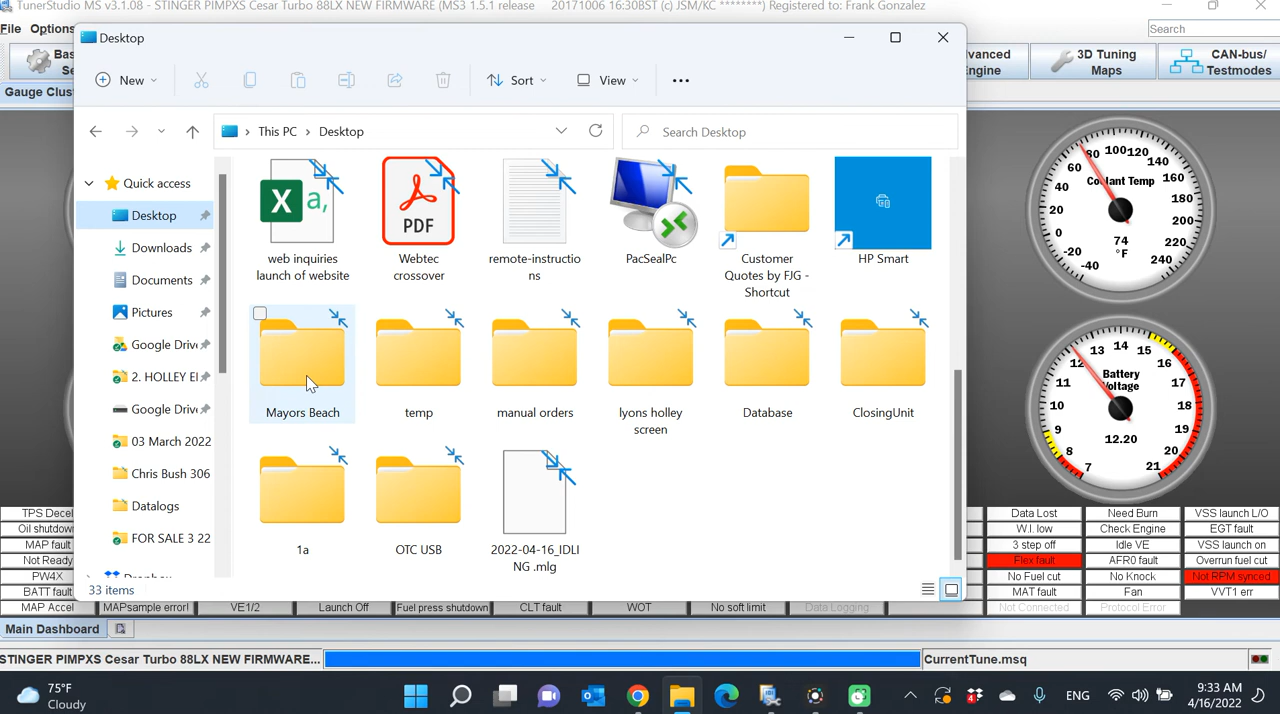 TunerStudio MS v3.1.08 - STINGER PIMPXS Cesar Turbo 88LX NEW FIRMWARE (MS3 1.5.1 release 20171006 16:30BST (c) JSM/KC ********) Registered to: Frank Gonzalez
File Options
Search
Desktop
New
Sort
View
This PC > Desktop
Search Desktop
3D Tuning
Maps
CAN-bus/
Testmodes
Quick access
Desktop
Downloads
Documents
Pictures
Google Driv
2. HOLLEY EI
Google Driv
03 March 2022
Chris Bush 306
Datalogs
FOR SALE 3 22
Dropbox
X a,
PDF
web inquiries
launch of website
Webtec
crossover
remote-instructio
ns
PacSealPc
Customer
Quotes by FJG -
Shortcut
HP Smart
Mayors Beach
temp
manual orders
lyons holley
screen
Database
ClosingUnit
1a
OTC USB
2022-04-16_IDLI
NG .mlg
33 items
Coolant Temp
-40 -20 0 20 40 60 80 100 120 140 160 180 200 220 240
74
°F
Battery
Voltage
7 8 9 10 11 12 13 14 15 16 17 18 19 20 21
12.20
TPS Decel
Oil shutdow
MAP fault
Not Ready
PW4X
BATT fault
MAP Accel
MAPsample error!
VE1/2
Launch Off
Fuel press shutdown
CLT fault
WOT
No soft limit
Data Logging
Data Lost
Need Burn
VSS launch L/O
W.I. low
Check Engine
EGT fault
3 step off
Idle VE
VSS launch on
Flex fault
AFR0 fault
Overrun fuel cut
No Fuel cut
No Knock
Not RPM synced
MAT fault
Fan
VVT1 err
Not Connected
Protocol Error
Main Dashboard
STINGER PIMPXS Cesar Turbo 88LX NEW FIRMWARE...
CurrentTune.msq
75°F
Cloudy
ENG
9:33 AM
4/16/2022